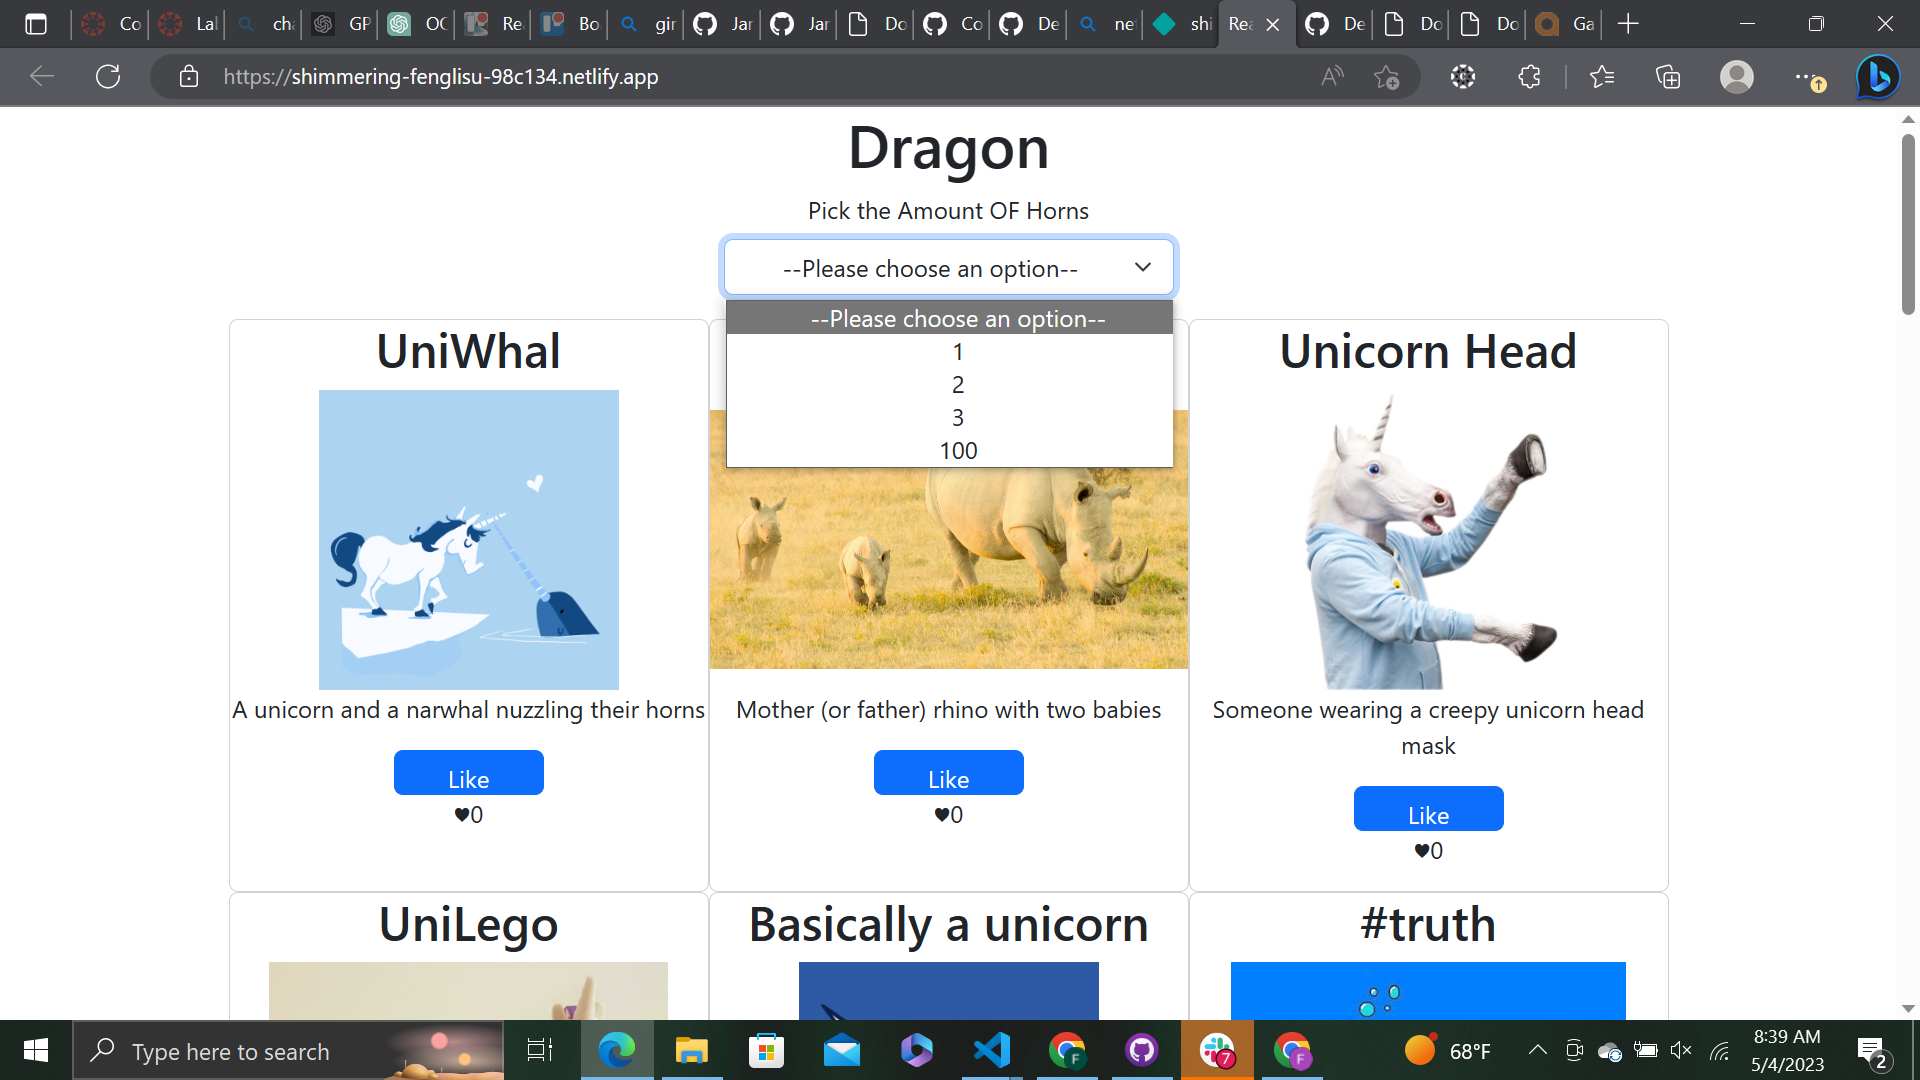 Co
Lal
cha
GP
OC
Re
Bo
gir
Jar
Jar
Do
Co
De
net
shi
Rea
De
Do
Do
Ga
https://shimmering-fenglisu-98c134.netlify.app
Dragon
Pick the Amount OF Horns
--Please choose an option--
--Please choose an option--
1
2
3
100
UniWhal
Unicorn Head
A unicorn and a narwhal nuzzling their horns
Mother (or father) rhino with two babies
Someone wearing a creepy unicorn head
mask
Like
♥0
Like
♥0
Like
♥0
UniLego
Basically a unicorn
#truth
Type here to search
F
7
F
68°F
8:39 AM
5/4/2023
2